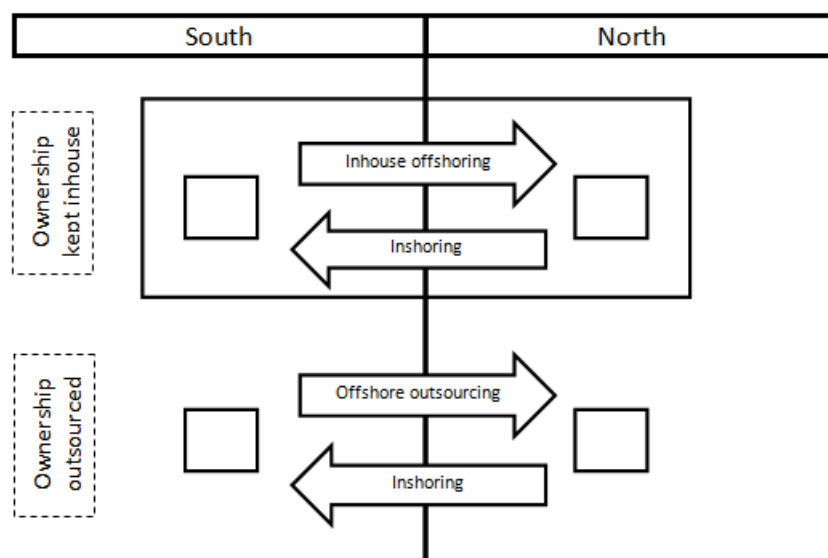 South
North
Ownership
kept inhouse
Inhouse offshoring
Inshoring
Ownership
outsourced
Offshore outsourcing
Inshoring